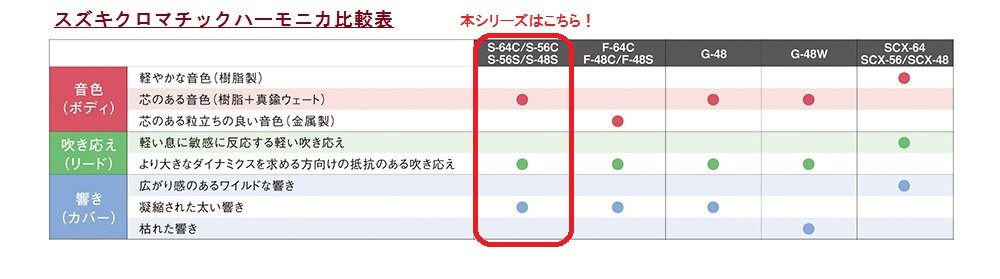 スズキクロマチックハーモニカ比較表
本シリーズはこちら！
S-64C/S-56C
S-56S/S-48S
F-64C
F-48C/F-48S
G-48
G-48W
SCX-64
SCX-56/SCX-48
音色
（ボディ）
軽やかな音色（樹脂製）
芯のある音色（樹脂＋真鍮ウェート）
芯のある粒立ちの良い音色（金属製）
吹き応え
（リード）
軽い息に敏感に反応する軽い吹き応え
より大きなダイナミクスを求める方向けの抵抗のある吹き応え
響き
（カバー）
広がり感のあるワイルドな響き
凝縮された太い響き
枯れた響き